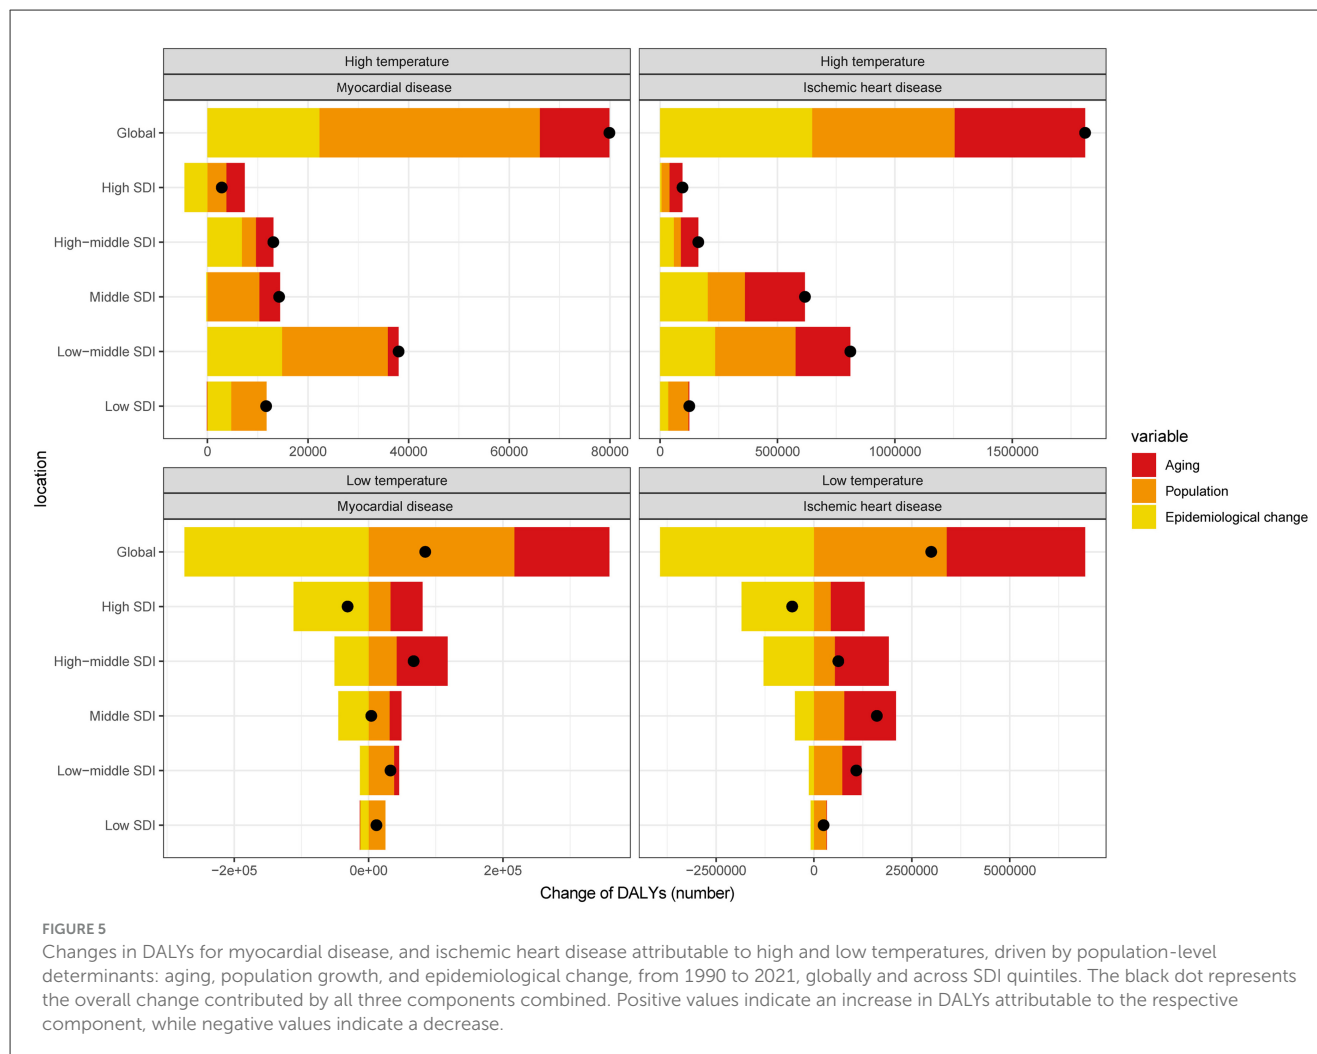 High temperature
High temperature
Myocardial disease
Ischemic heart disease
Global
High SDI
High−middle SDI
Middle SDI
Low−middle SDI
Low SDI
0
20000
40000
60000
80000
0
500000
1000000
1500000
location
variable
Aging
Population
Epidemiological change
Low temperature
Low temperature
Myocardial disease
Ischemic heart disease
Global
High SDI
High−middle SDI
Middle SDI
Low−middle SDI
Low SDI
−2e+05
0e+00
2e+05
−2500000
0
2500000
5000000
Change of DALYs (number)
FIGURE 5
Changes in DALYs for myocardial disease, and ischemic heart disease attributable to high and low temperatures, driven by population-level
determinants: aging, population growth, and epidemiological change, from 1990 to 2021, globally and across SDI quintiles. The black dot represents
the overall change contributed by all three components combined. Positive values indicate an increase in DALYs attributable to the respective
component, while negative values indicate a decrease.